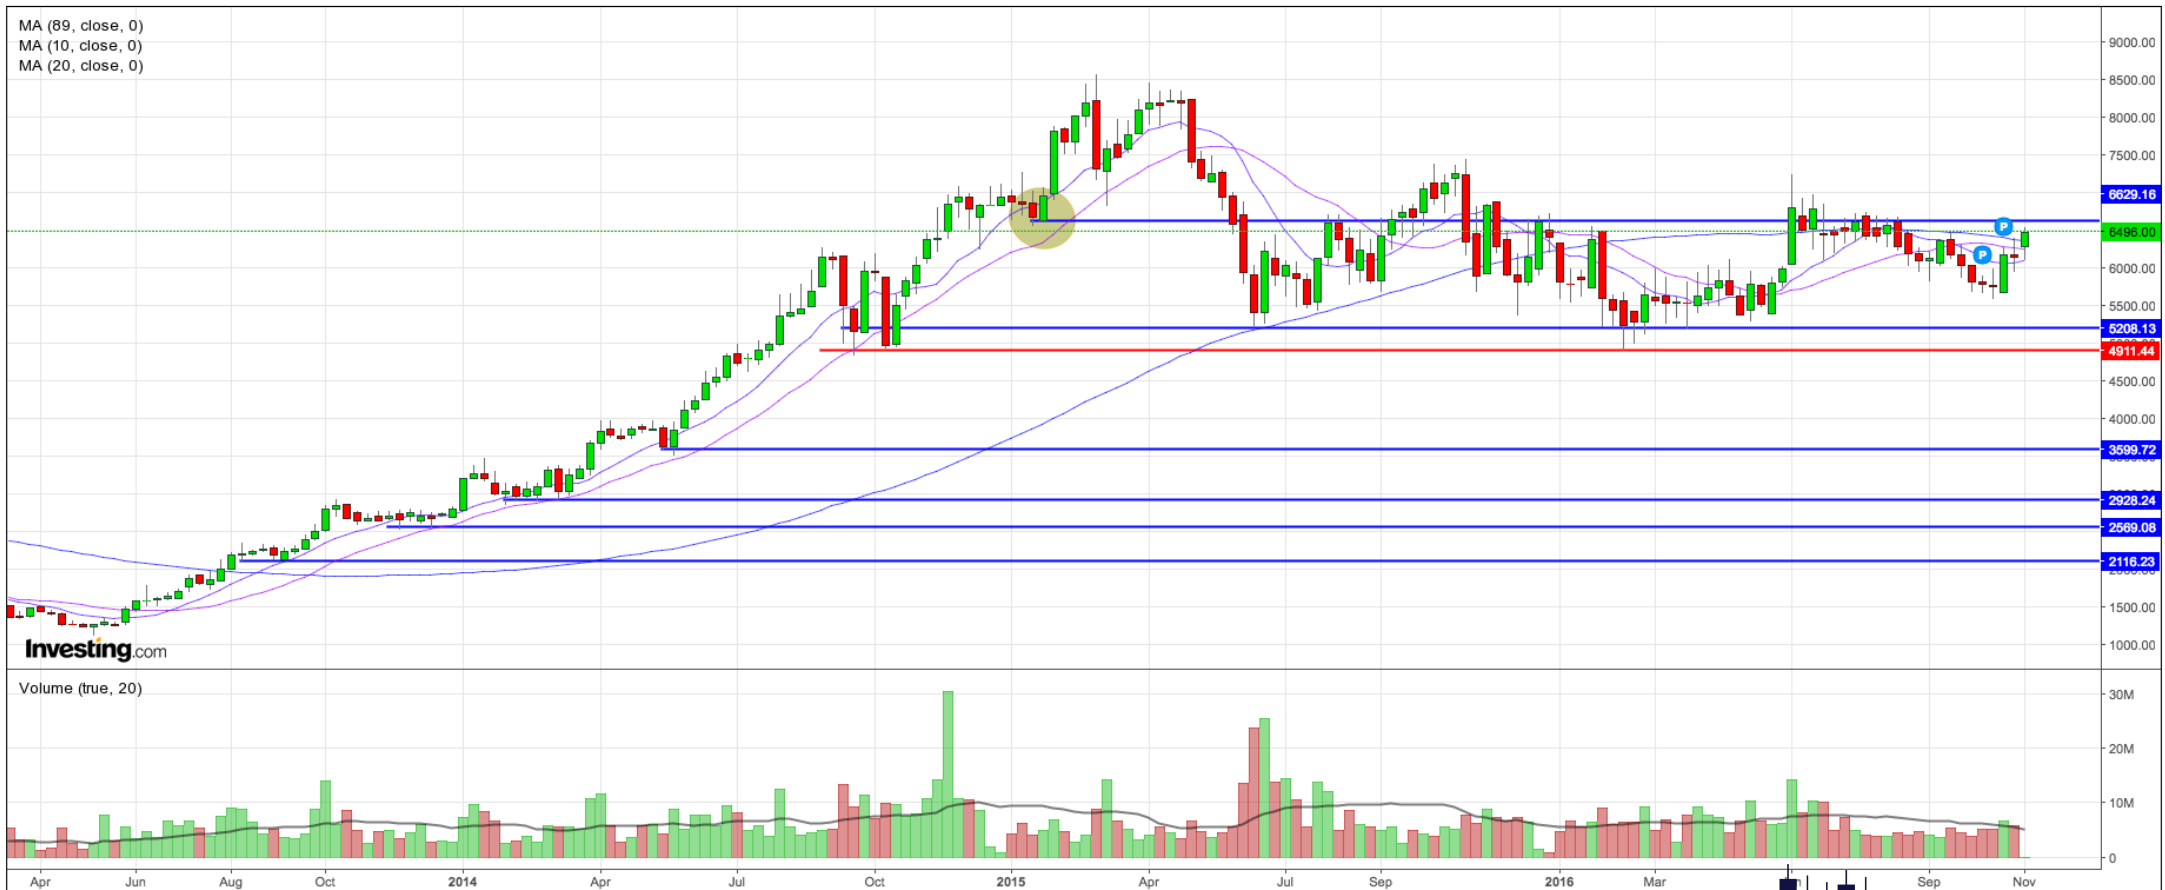 MA (89, close, 0)
MA (10, close, 0)
MA (20, close, 0)
9000.00
8500.00
8000.00
7500.00
6629.16
6496.00
6000.00
5500.00
5208.13
4911.44
4500.00
4000.00
3599.72
2928.24
2569.08
2116.23
1500.00
1000.00
P
P
Investing.com
Volume (true, 20)
30M
20M
10M
0
Apr Jun Aug Oct 2014 Apr Jul Oct 2015 Apr Jul Sep 2016 Mar Sep Nov